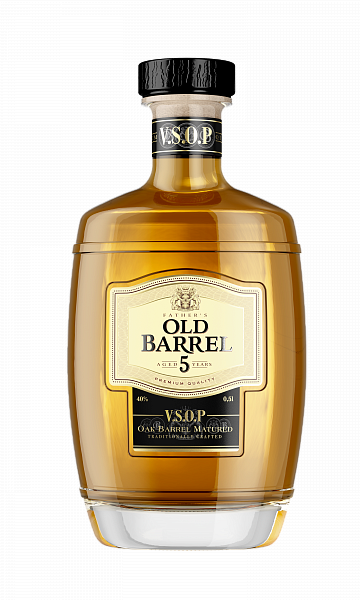 V.S.O.P
FATHER'S
OLD
BARREL
AGED 5 YEARS
PREMIUM QUALITY
40% 0,5l
V.S.O.P
OAK BARREL MATURED
TRADITIONALLY CRAFTED